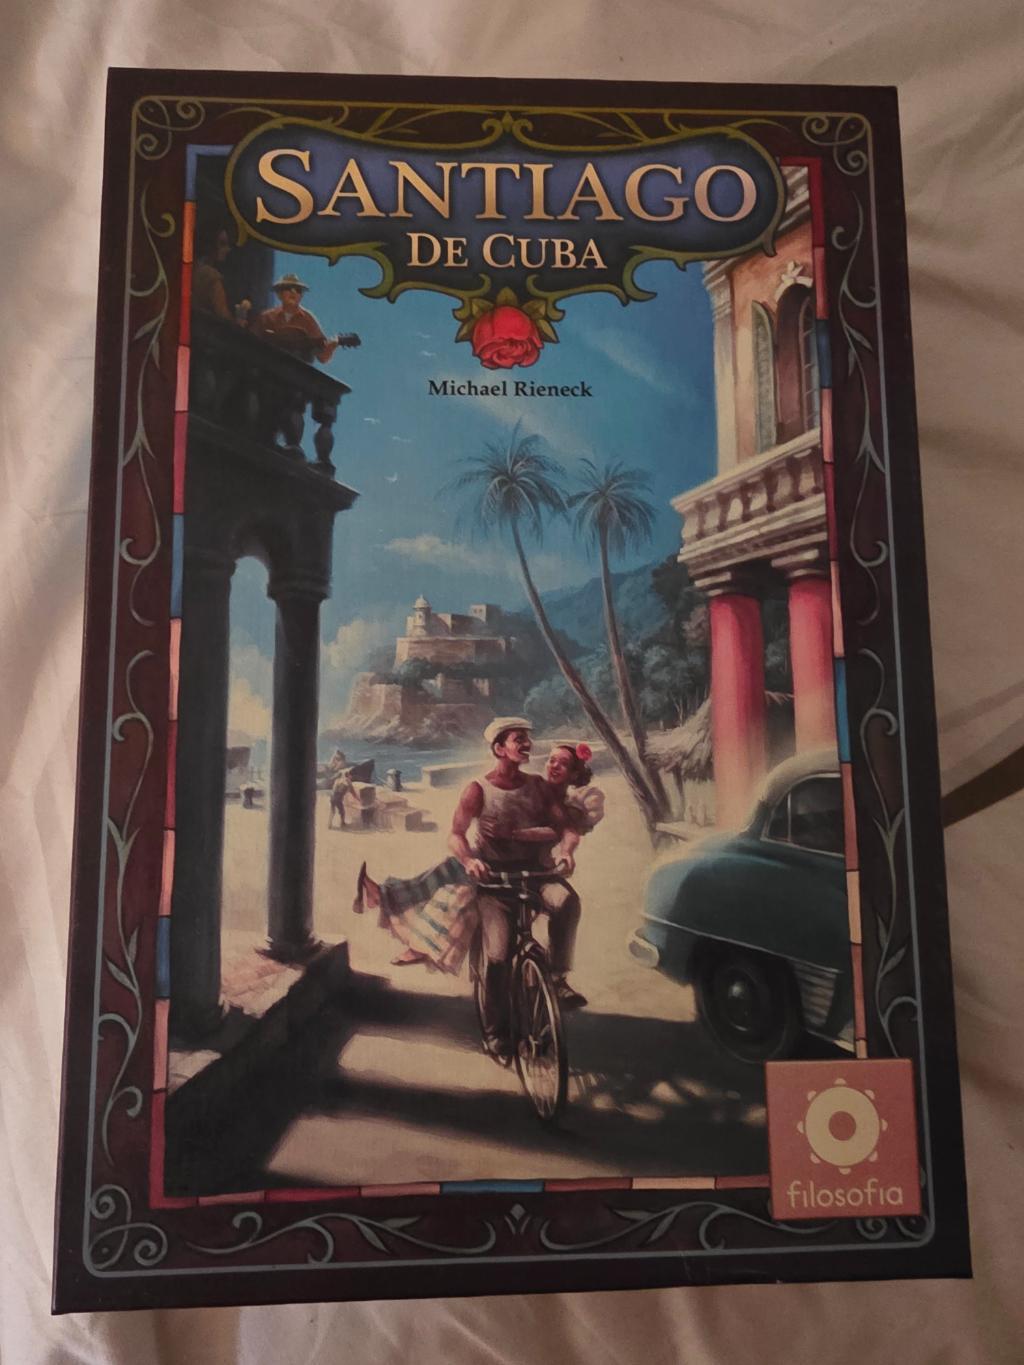 SANTIAGO
DE CUBA
Michael Rieneck
filosofia